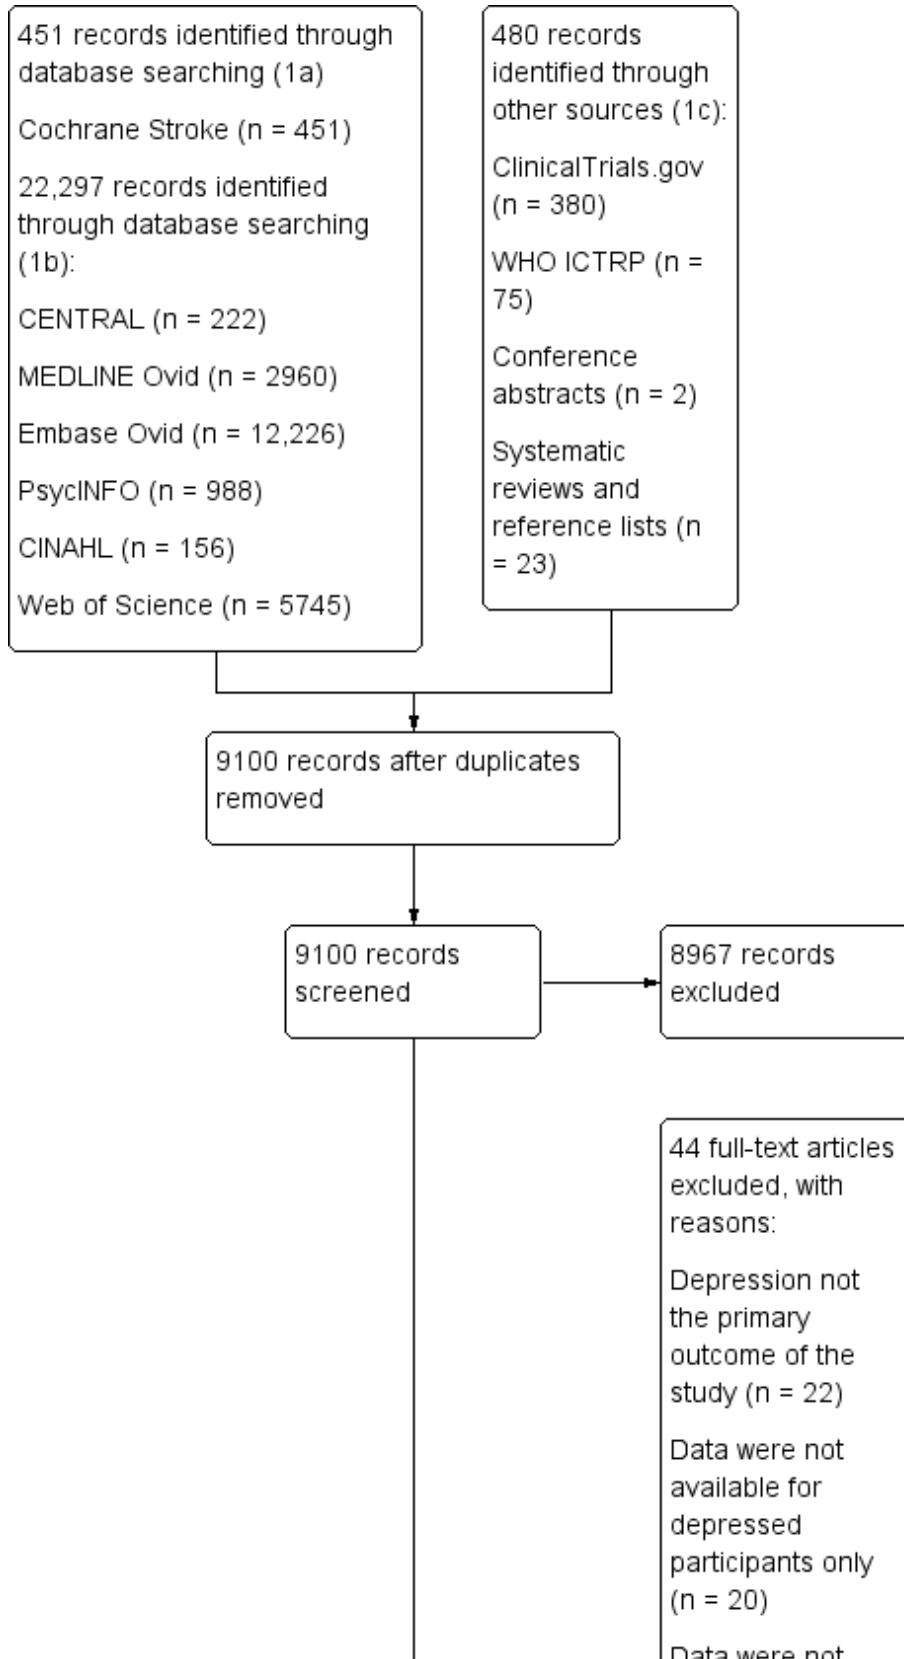 451 records identified through
database searching (1a)
Cochrane Stroke (n = 451)
22,297 records identified
through database searching
(1b):
CENTRAL (n = 222)
MEDLINE Ovid (n = 2960)
Embase Ovid (n = 12,226)
PsycINFO (n = 988)
CINAHL (n = 156)
Web of Science (n = 5745)
480 records
identified through
other sources (1c):
ClinicalTrials.gov
(n = 380)
WHO ICTRP (n =
75)
Conference
abstracts (n = 2)
Systematic
reviews and
reference lists (n
= 23)
9100 records after duplicates
removed
9100 records
screened
8967 records
excluded
44 full-text articles
excluded, with
reasons:
Depression not
the primary
outcome of the
study (n = 22)
Data were not
available for
depressed
participants only
(n = 20)
Data were not